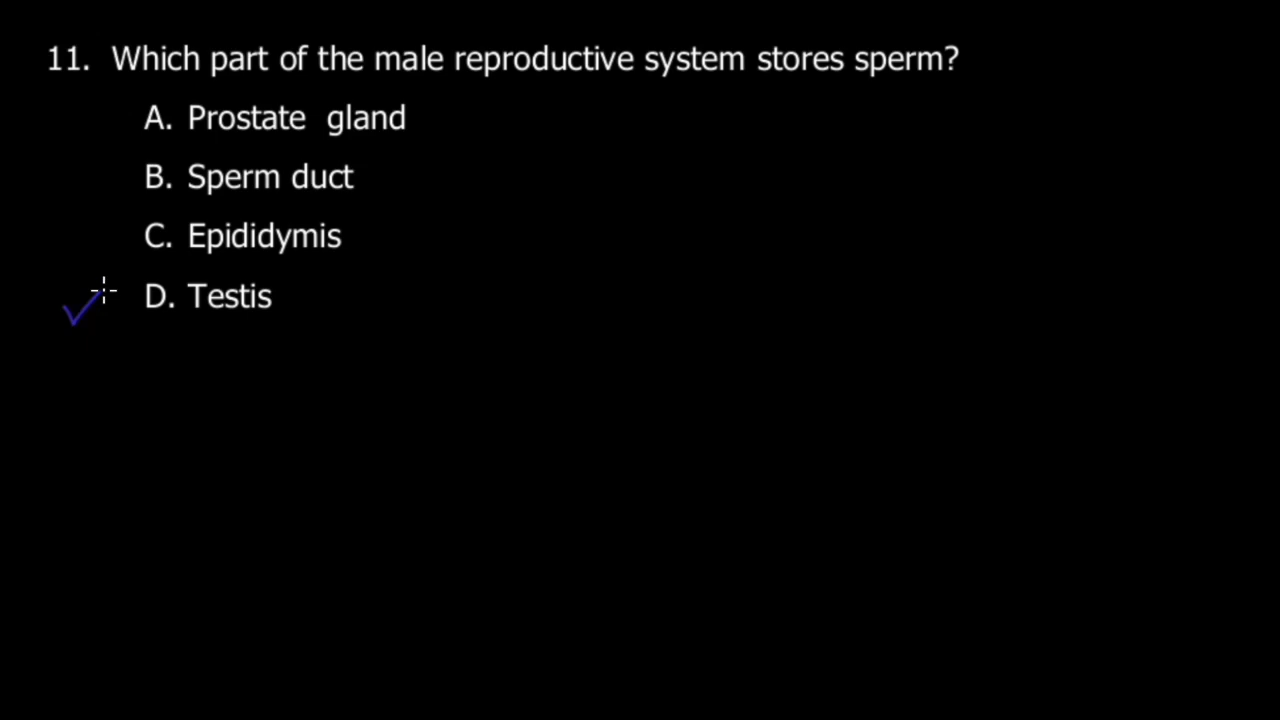 11. Which part of the male reproductive system stores sperm?
A. Prostate gland
B. Sperm duct
C. Epididymis
D. Testis